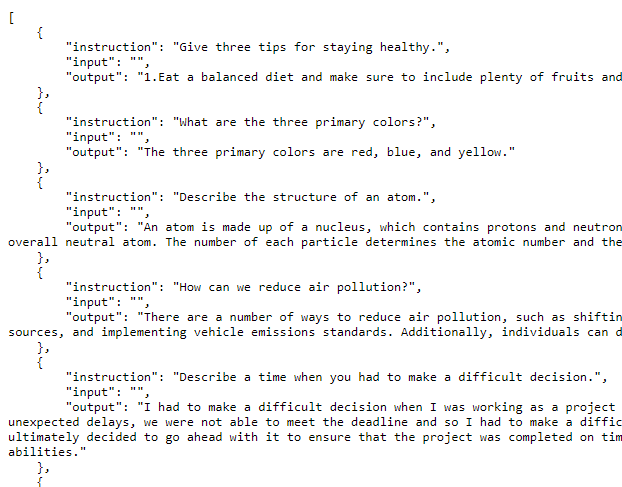 [
    {
        "instruction": "Give three tips for staying healthy.",
        "input": "",
        "output": "1.Eat a balanced diet and make sure to include plenty of fruits and
    },
    {
        "instruction": "What are the three primary colors?",
        "input": "",
        "output": "The three primary colors are red, blue, and yellow."
    },
    {
        "instruction": "Describe the structure of an atom.",
        "input": "",
        "output": "An atom is made up of a nucleus, which contains protons and neutron
overall neutral atom. The number of each particle determines the atomic number and the
    },
    {
        "instruction": "How can we reduce air pollution?",
        "input": "",
        "output": "There are a number of ways to reduce air pollution, such as shiftin
sources, and implementing vehicle emissions standards. Additionally, individuals can d
    },
    {
        "instruction": "Describe a time when you had to make a difficult decision.",
        "input": "",
        "output": "I had to make a difficult decision when I was working as a project
unexpected delays, we were not able to meet the deadline and so I had to make a diffic
ultimately decided to go ahead with it to ensure that the project was completed on tim
abilities."
    },
    {